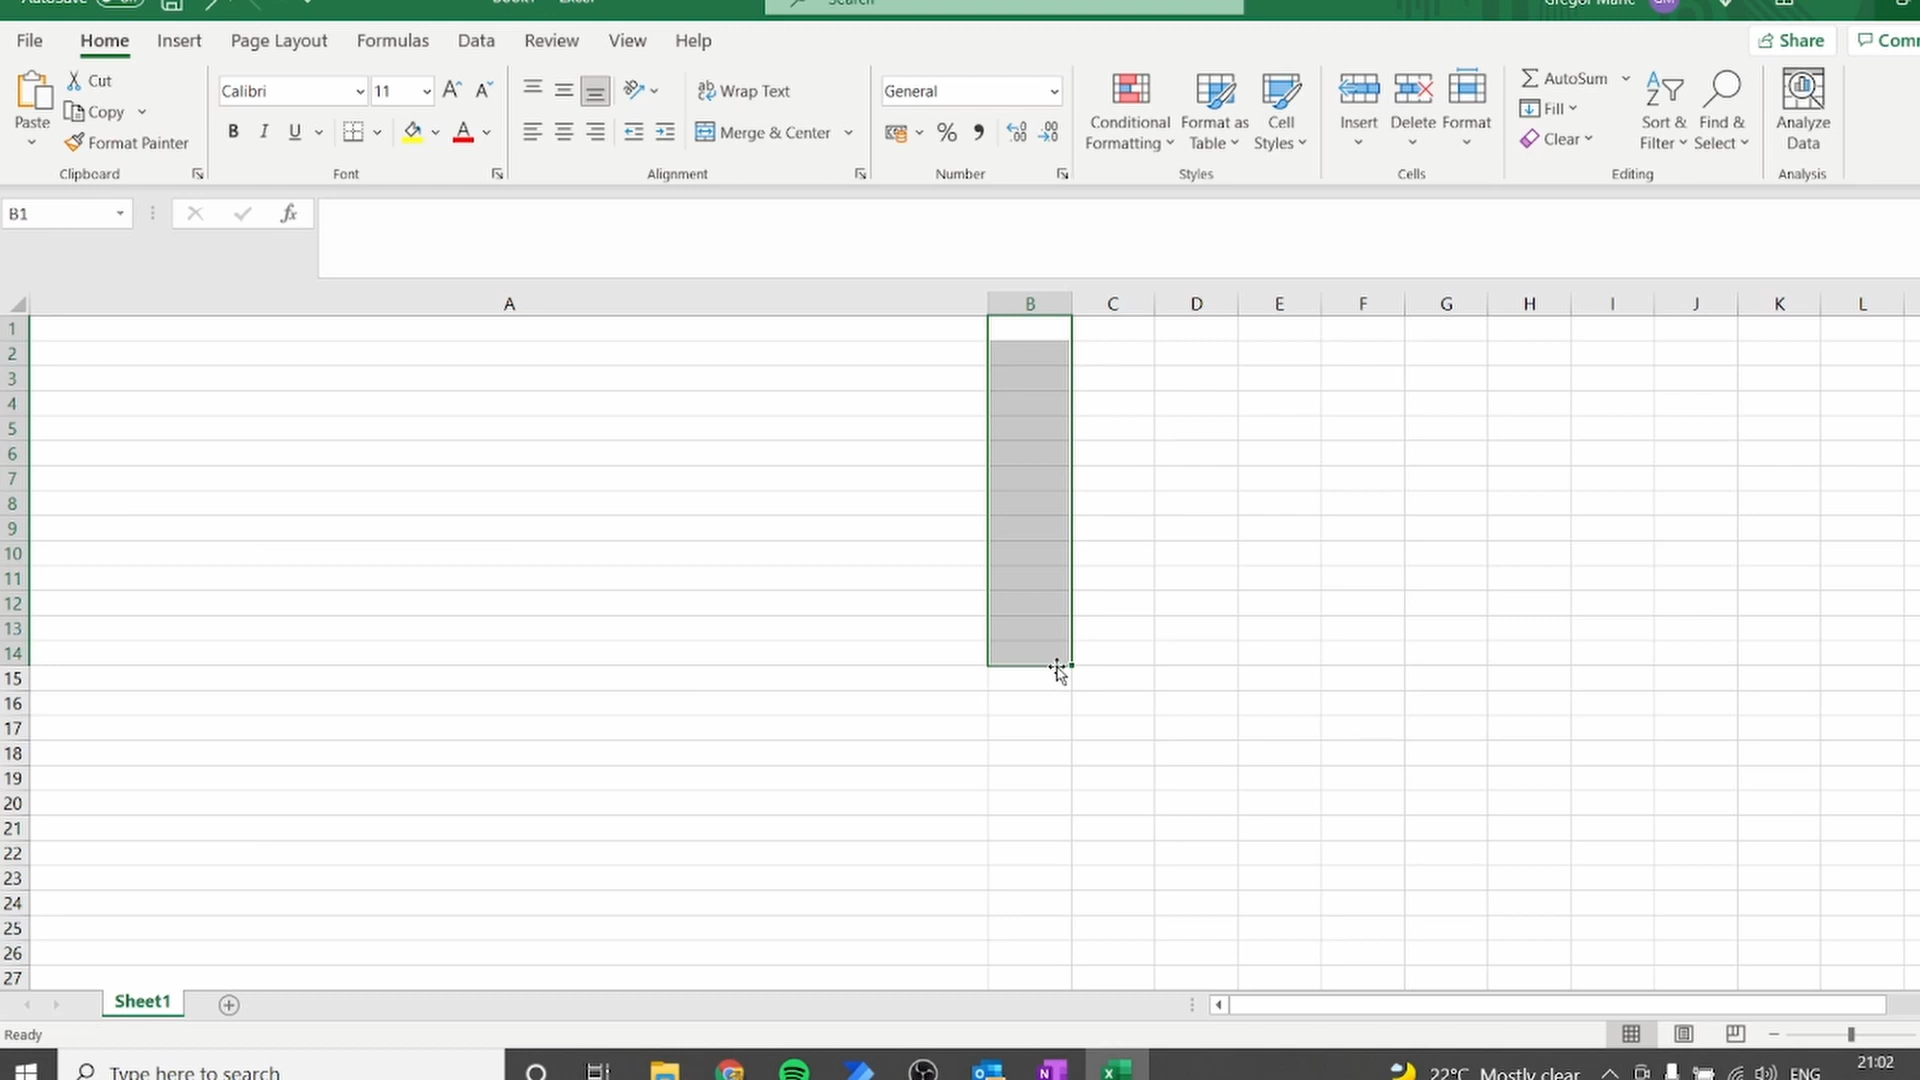 AutoSave
Search
File Home Insert Page Layout Formulas Data Review View Help Share
Cut
Copy
Paste
Format Painter
Calibri 11
B I U
Wrap Text
Merge & Center
General
Conditional Formatting
Format as Table
Cell Styles
Insert Delete Format
AutoSum
Fill
Clear
Sort & Filter
Find & Select
Analyze Data
Clipboard Font Alignment Number Styles Cells Editing Analysis
B1 fx
A B C D E F G H I J K L
1
2
3
4
5
6
7
8
9
10
11
12
13
14
15
16
17
18
19
20
21
22
23
24
25
26
27
Sheet1
Ready
Type here to search 22°C Mostly clear ENG 21:02